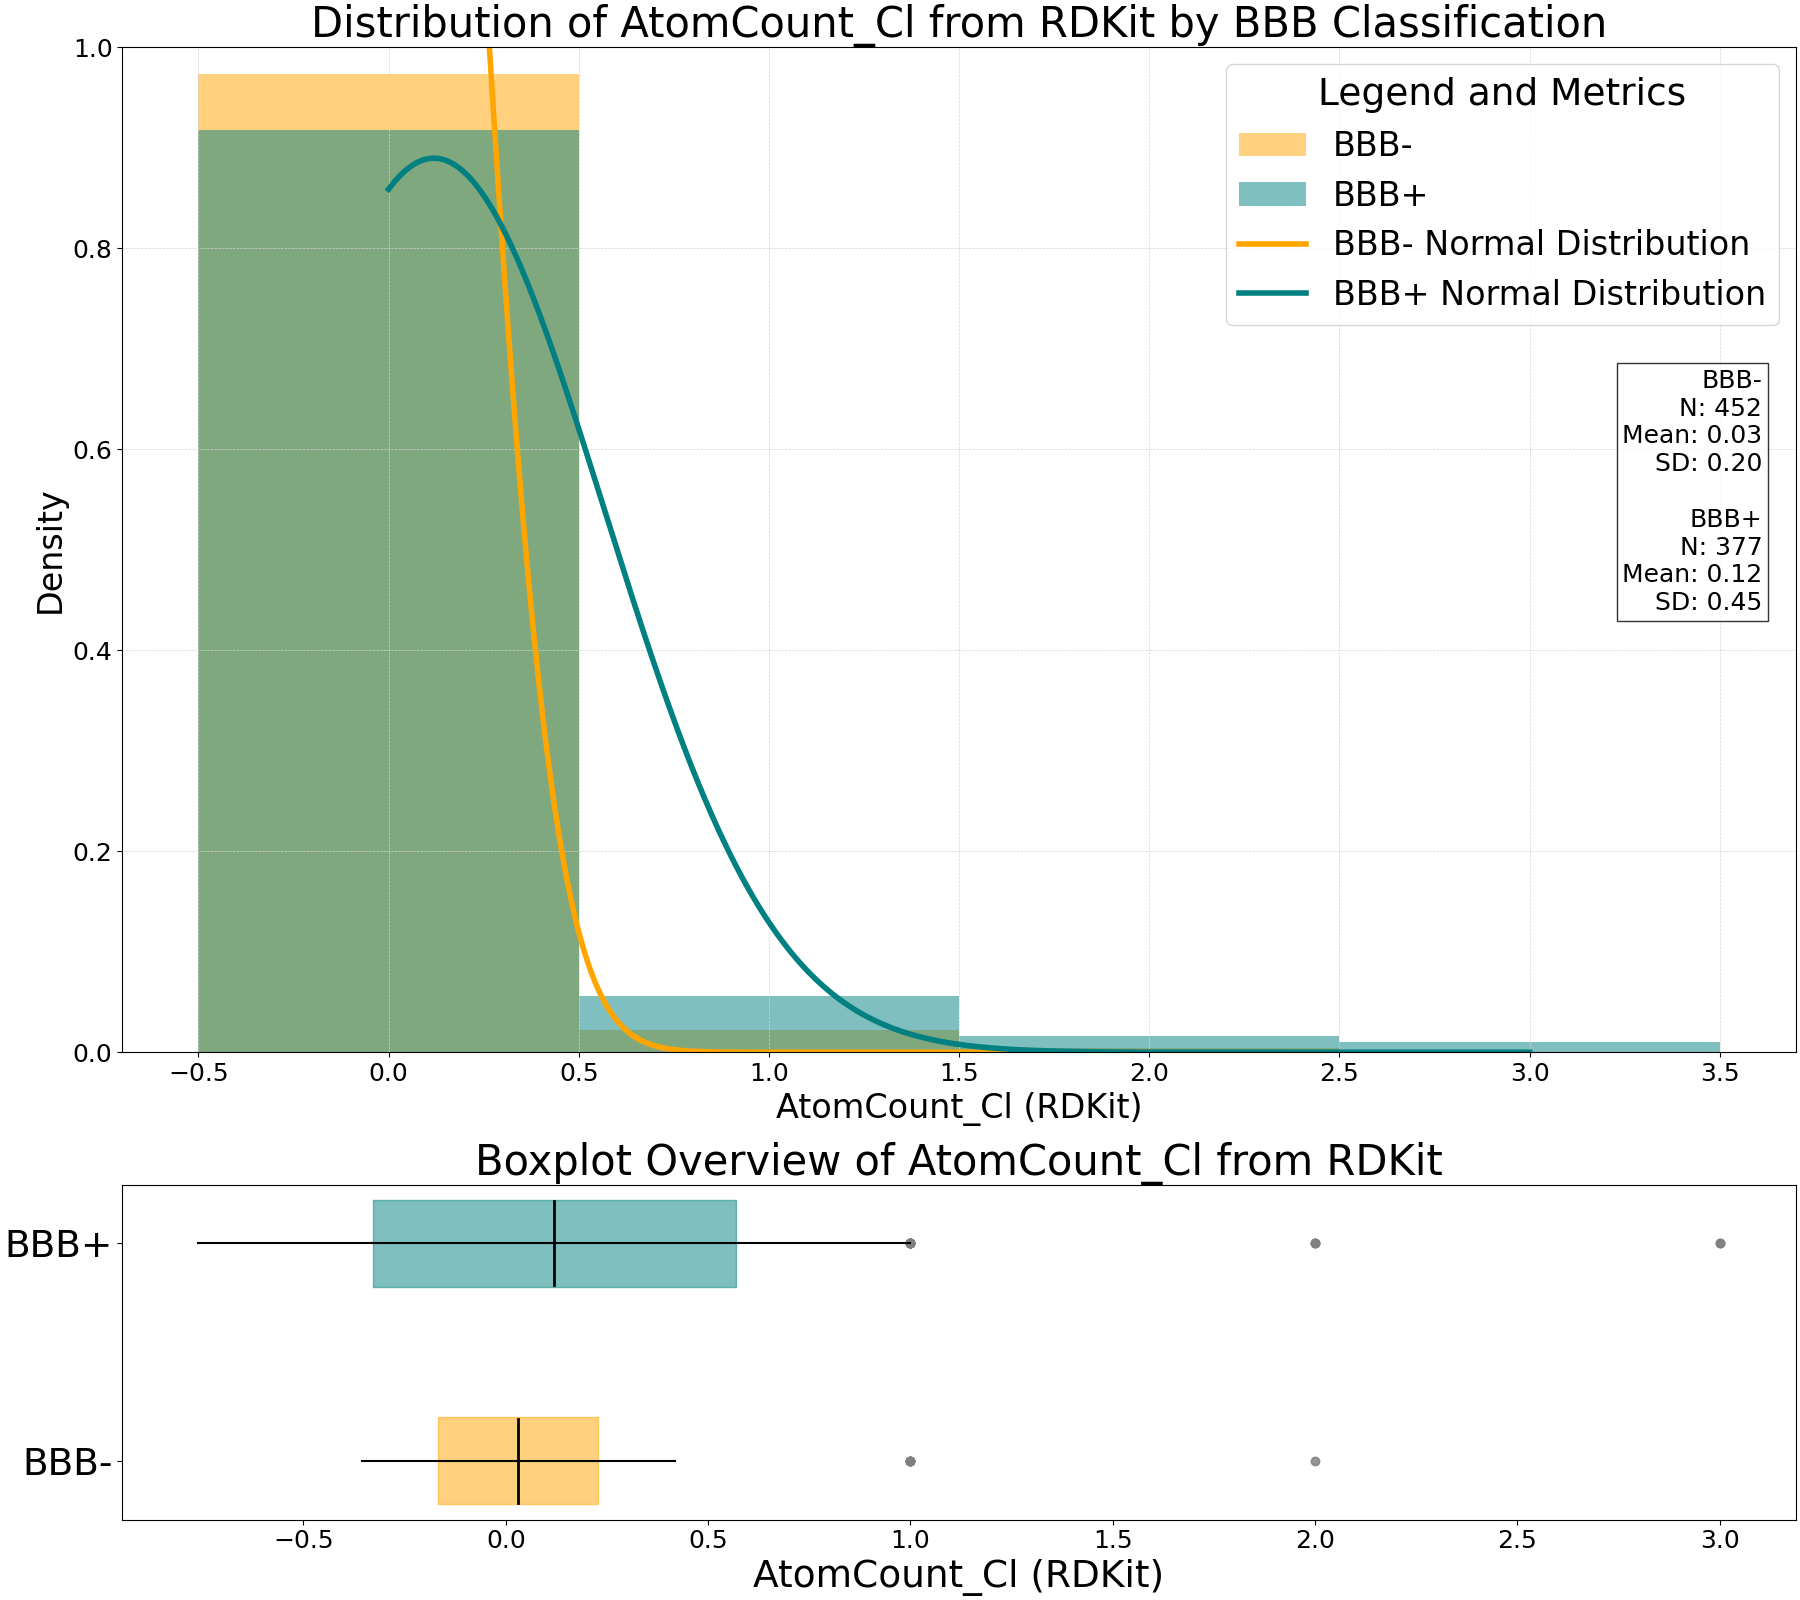 Distribution of AtomCount_Cl from RDKit by BBB Classification
1.0
0.8
0.6
0.4
0.2
0.0
Density
Legend and Metrics
BBB-
BBB+
BBB- Normal Distribution
BBB+ Normal Distribution
BBB-
N: 452
Mean: 0.03
SD: 0.20
BBB+
N: 377
Mean: 0.12
SD: 0.45
−0.5 0.0 0.5 1.0 1.5 2.0 2.5 3.0 3.5
AtomCount_Cl (RDKit)
Boxplot Overview of AtomCount_Cl from RDKit
BBB+
BBB-
−0.5 0.0 0.5 1.0 1.5 2.0 2.5 3.0
AtomCount_Cl (RDKit)